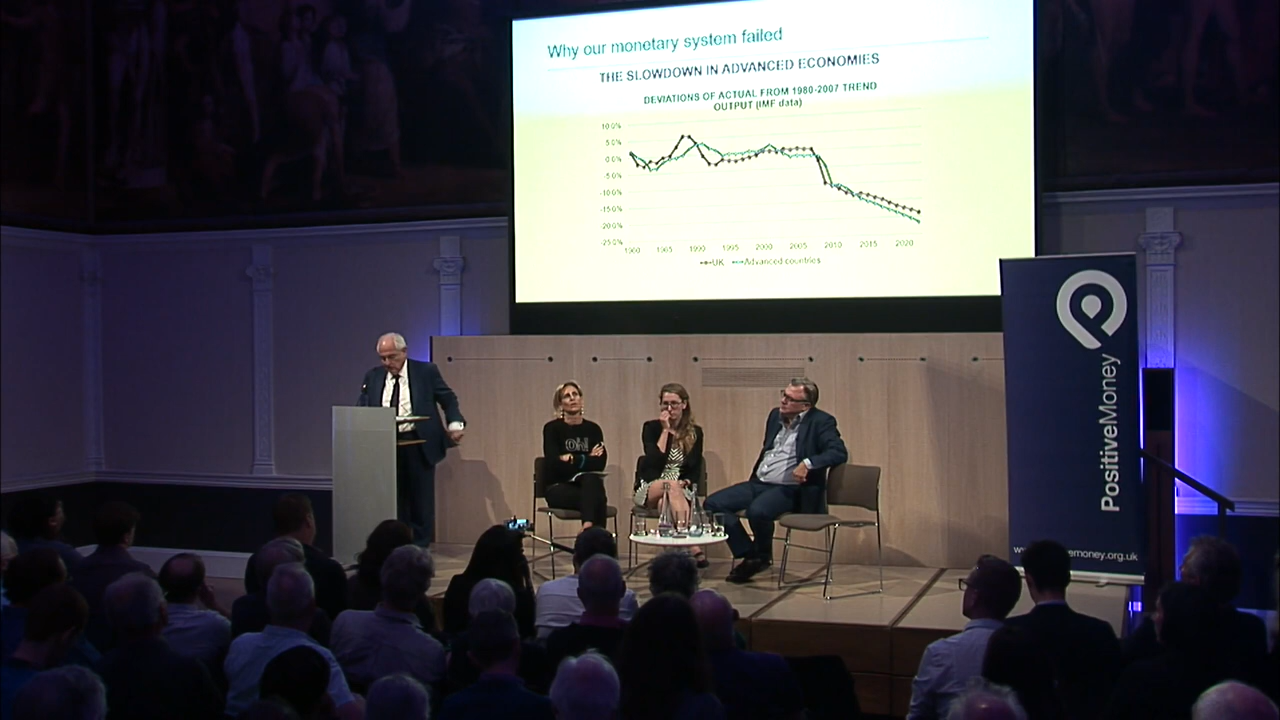 Why our monetary system failed
THE SLOWDOWN IN ADVANCED ECONOMIES
DEVIATIONS OF ACTUAL FROM 1980-2007 TREND
OUTPUT (IMF data)
10.0%
5.0%
0.0%
-5.0%
-10.0%
-15.0%
-20.0%
-25.0%
1980 1985 1990 1995 2000 2005 2010 2015 2020
UK Advanced countries
PositiveMoney